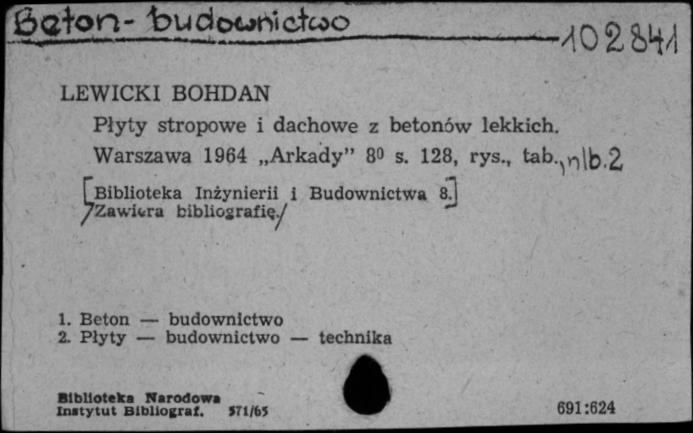 Beton - budownictwo
102841
LEWICKI BOHDAN
Płyty stropowe i dachowe z betonów lekkich.
Warszawa 1964 „Arkady” 8⁰ s. 128, rys., tab., nlb. 2
[Biblioteka Inżynierii i Budownictwa 8.]
/Zawiera bibliografię./
1. Beton — budownictwo
2. Płyty — budownictwo — technika
Biblioteka Narodowa
Instytut Bibliograf. 571/65
691:624